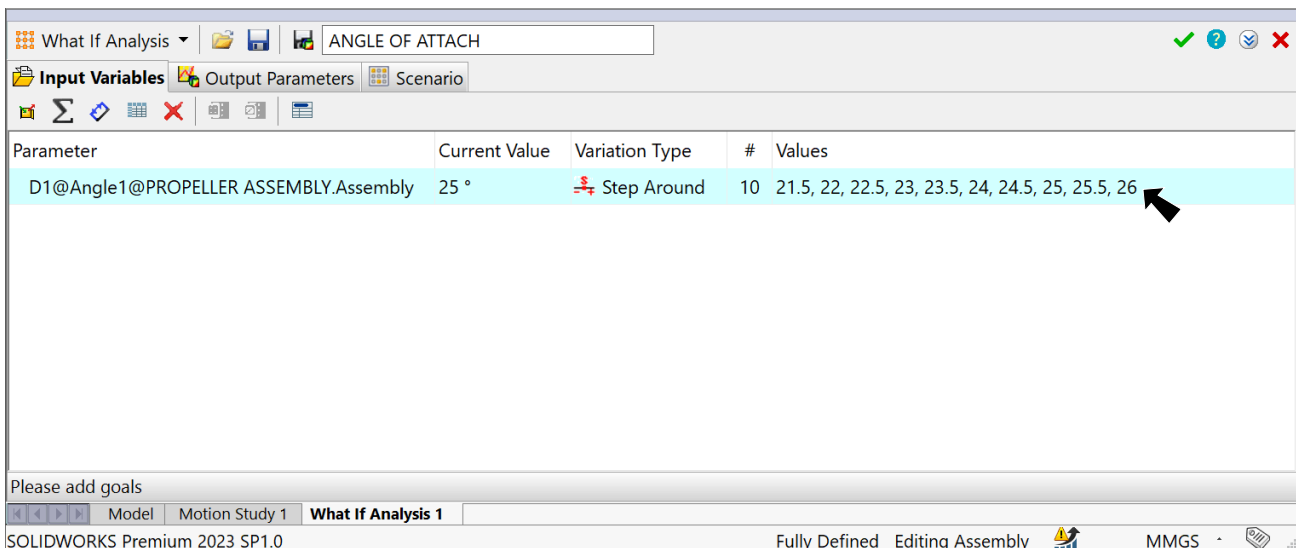 What If Analysis ANGLE OF ATTACH
Input Variables Output Parameters Scenario
Parameter Current Value Variation Type # Values
D1@Angle1@PROPELLER ASSEMBLY.Assembly 25 ° Step Around 10 21.5, 22, 22.5, 23, 23.5, 24, 24.5, 25, 25.5, 26
Please add goals
Model Motion Study 1 What If Analysis 1
SOLIDWORKS Premium 2023 SP1.0 Fully Defined Editing Assembly MMGS